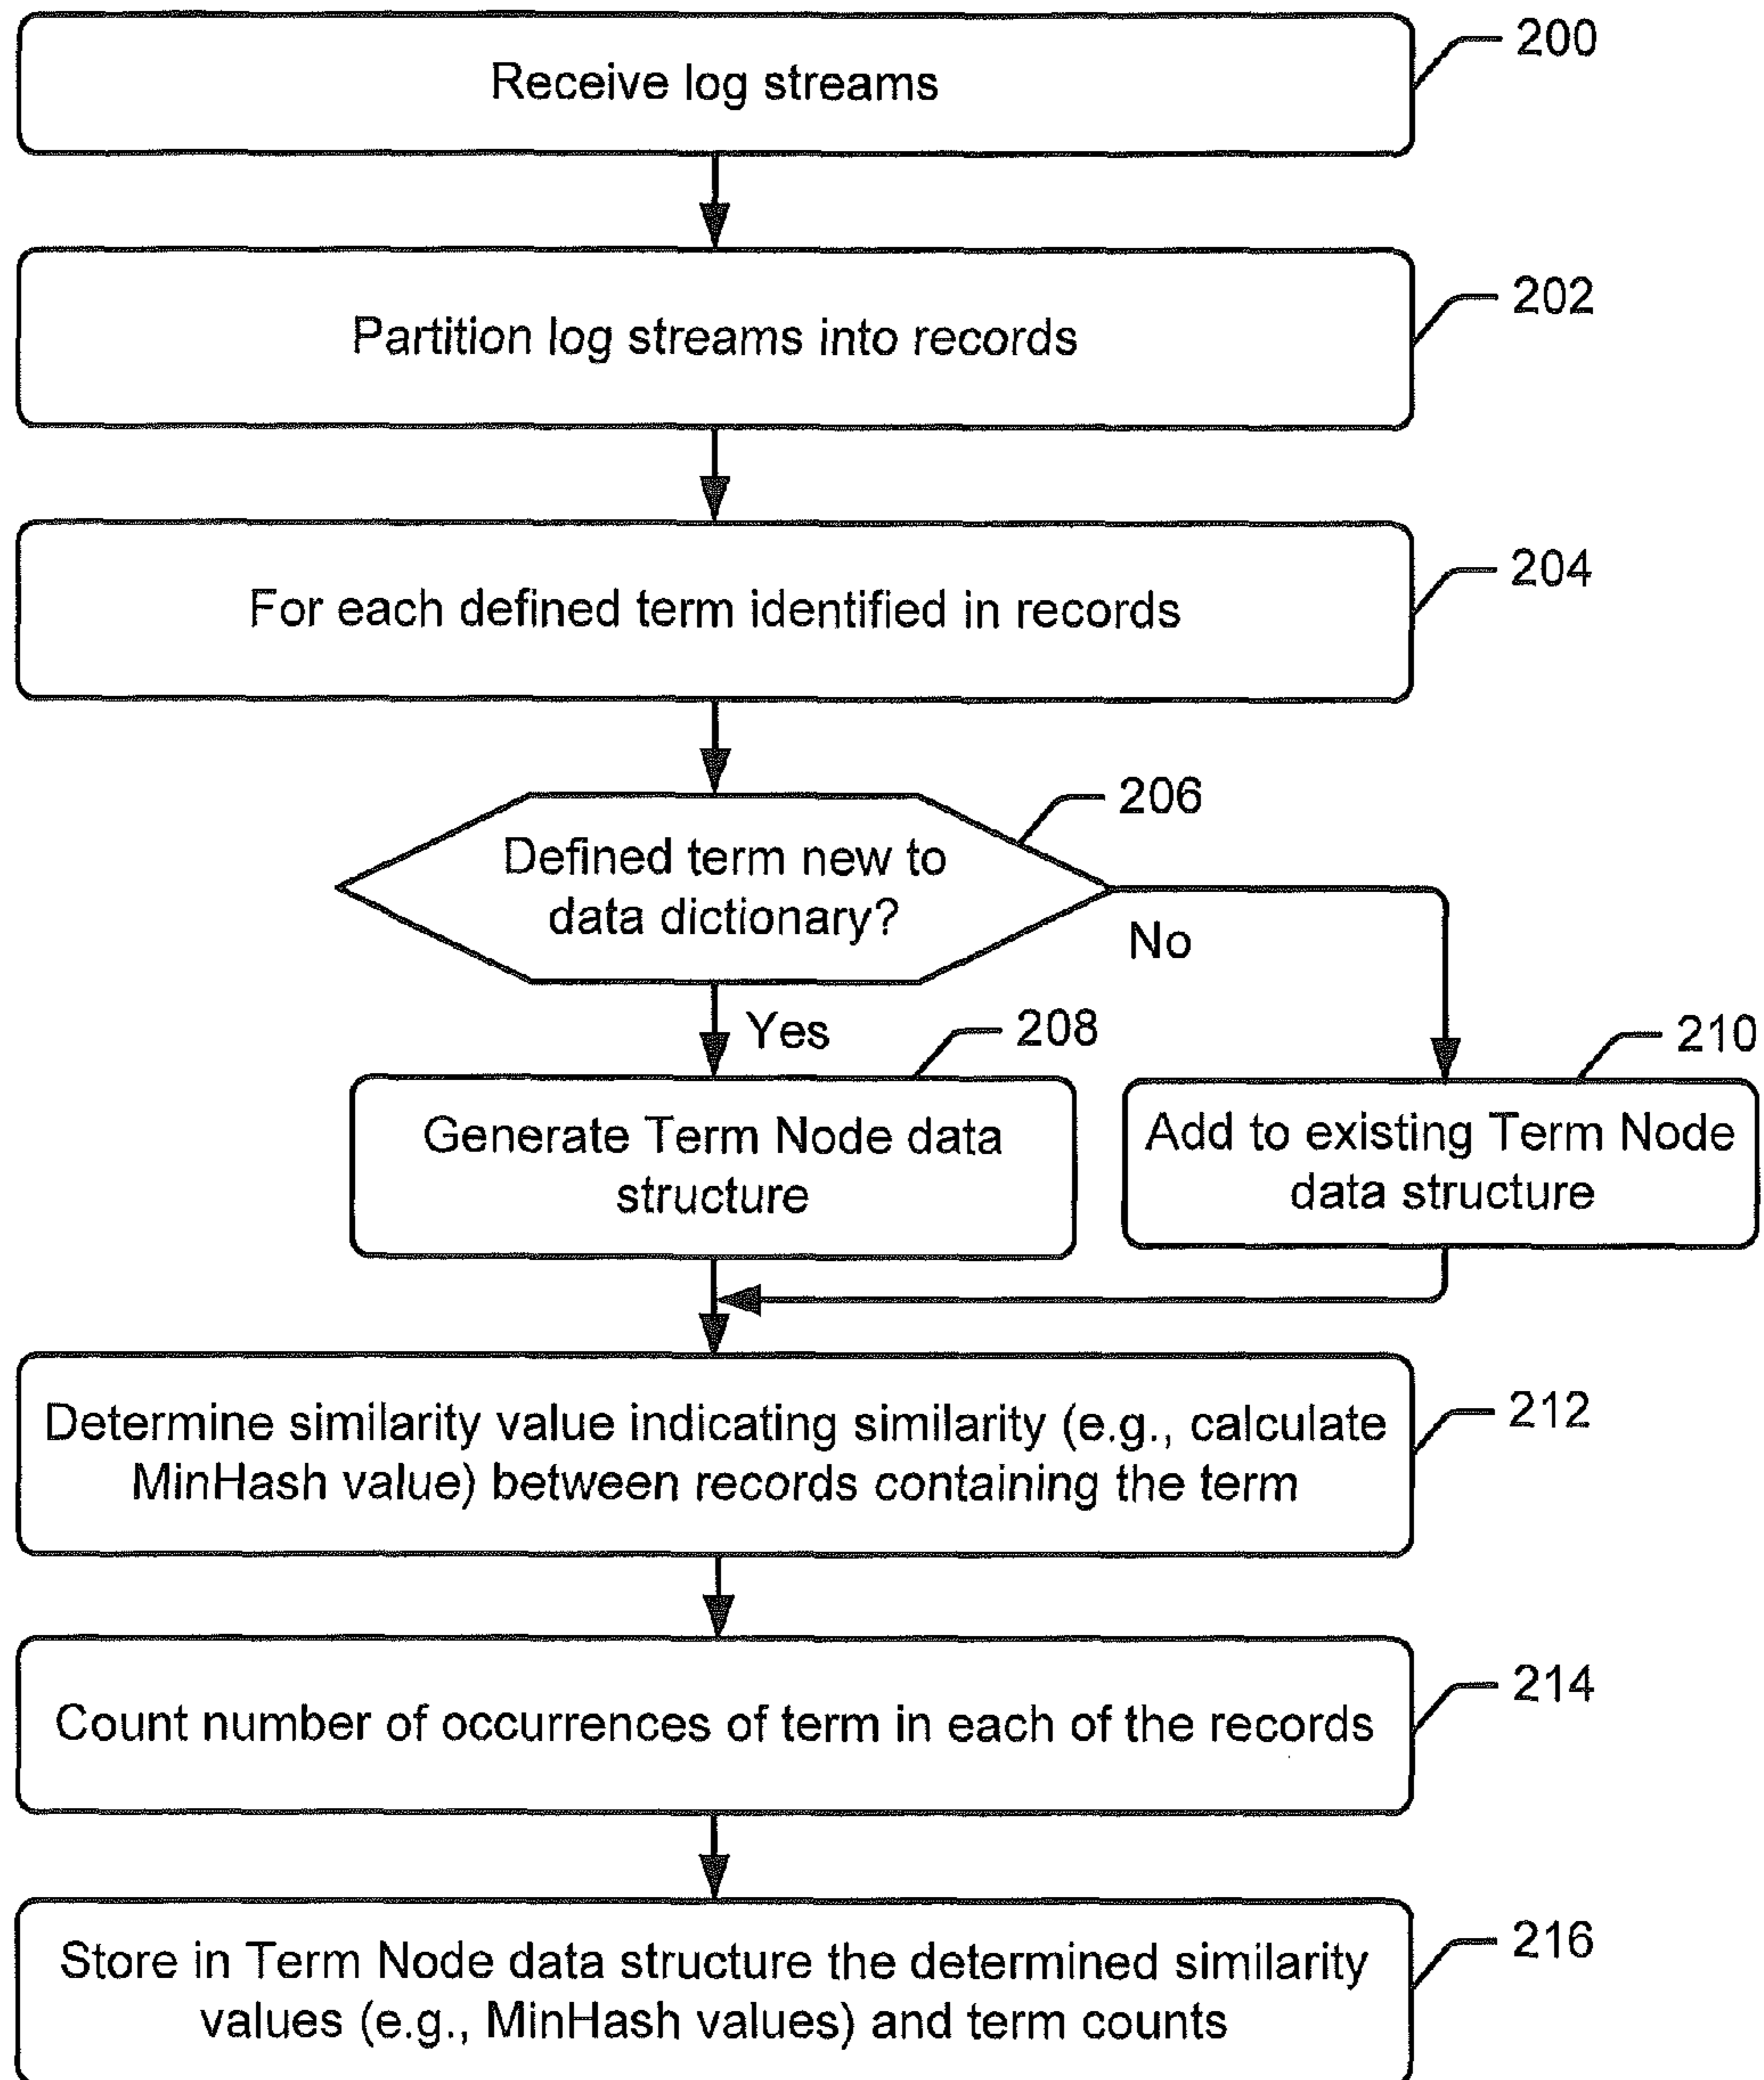 200
Receive log streams
202
Partition log streams into records
204
For each defined term identified in records
206
Defined term new to
data dictionary?
No
Yes
208
210
Generate Term Node data
structure
Add to existing Term Node
data structure
212
Determine similarity value indicating similarity (e.g., calculate
MinHash value) between records containing the term
214
Count number of occurrences of term in each of the records
216
Store in Term Node data structure the determined similarity
values (e.g., MinHash values) and term counts